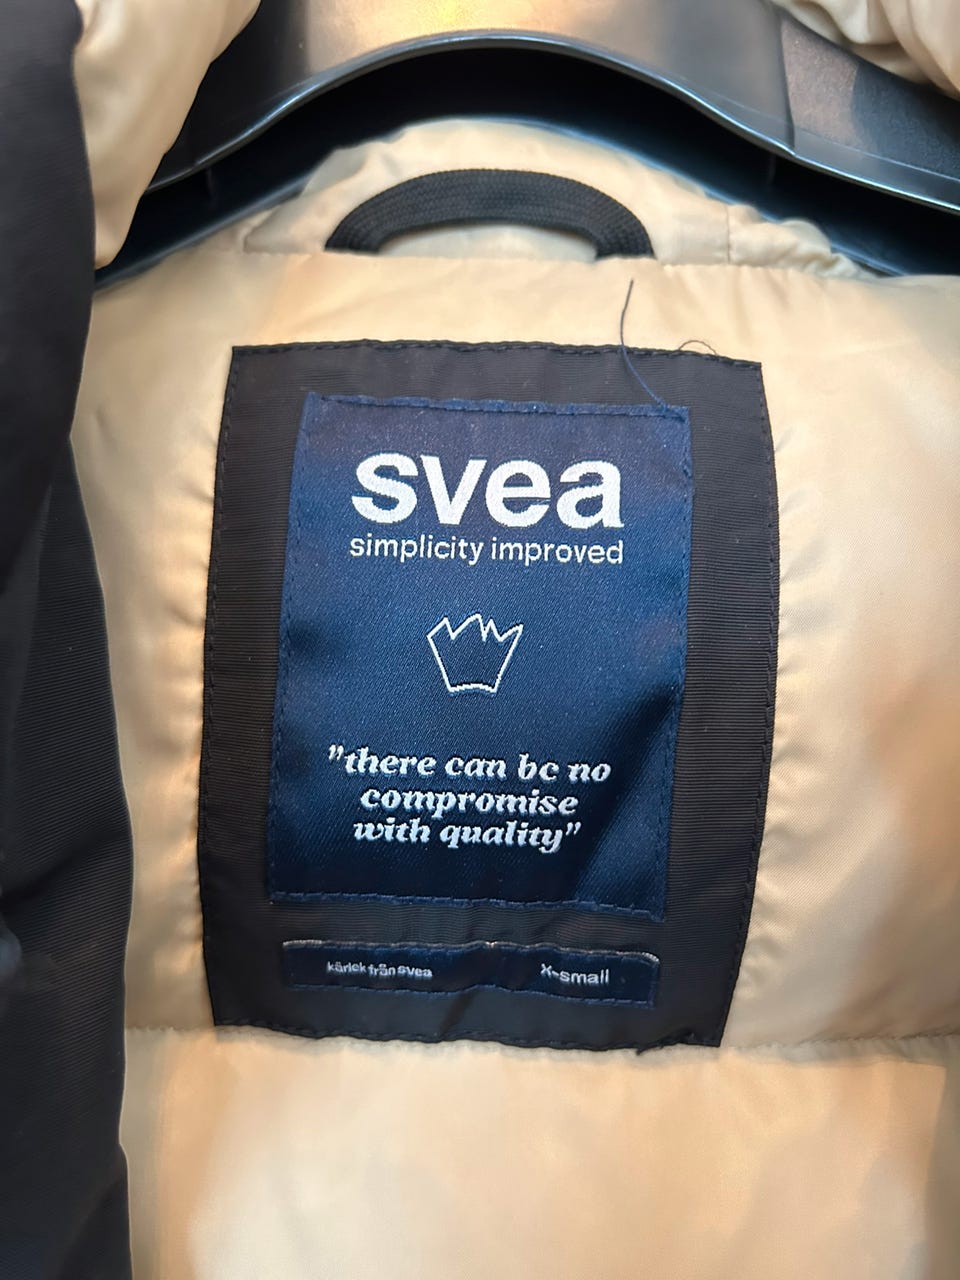 svea
simplicity improved
”there can be no
compromise
with quality”
kärlek från svea
X-small